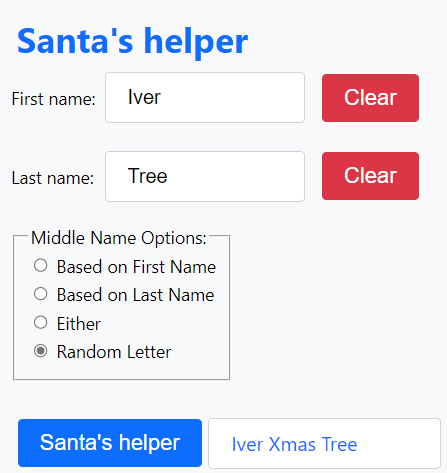 Santa's helper
First name: Iver Clear
Last name: Tree Clear
Middle Name Options:
Based on First Name
Based on Last Name
Either
Random Letter
Santa's helper Iver Xmas Tree